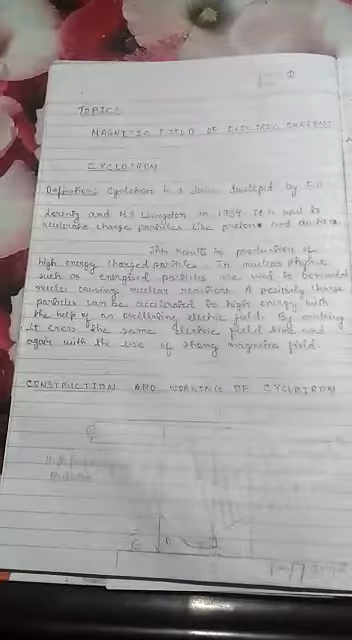 TOPICS:
MAGNETIC FIELD OF ELECTRIC CURRENT
CYCLOTRON
Definition: Cyclotron is a device developed by E.O
and M.S Livingston in 1934. It is used to
accelerate charge particles like protons and
This results in production of
high energy charged particles. In nuclear physics
such as energised particles are used to bombard
nuclei causing nuclear reactions. A positively charge
particles can be accelerated to high energy with
the help of an oscillating electric field. By making
it cross the same electric field time and
again with the use of strong magnetic field.
CONSTRUCTION AND WORKING OF CYCLOTRON